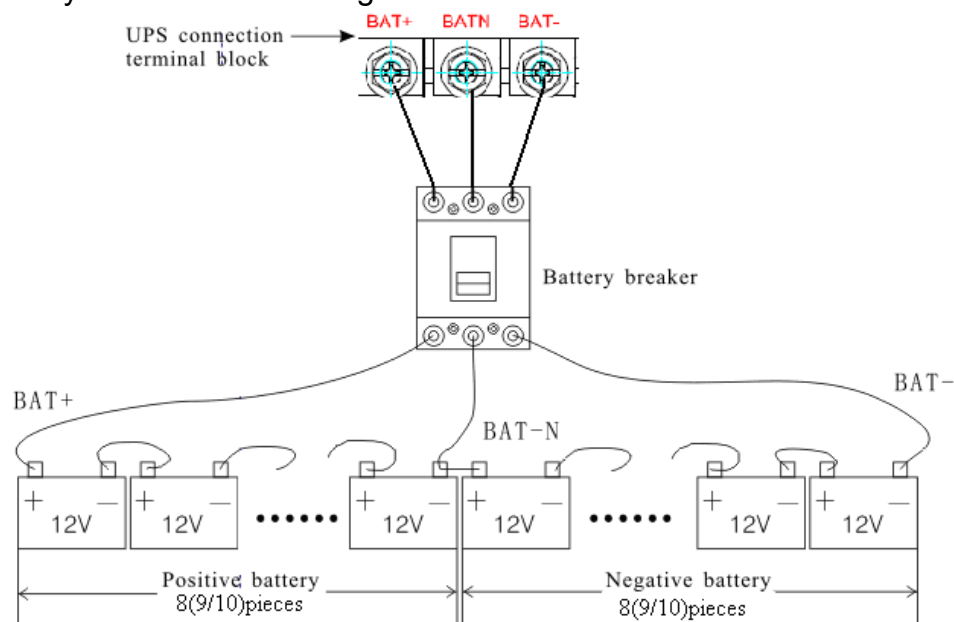 BAT+ BATN BAT-
UPS connection
terminal block
Battery breaker
BAT+
BAT-
BAT-N
+ — + — + — + — + — + —
12V 12V 12V 12V 12V 12V
Positive battery
8(9/10)pieces
Negative battery
8(9/10)pieces